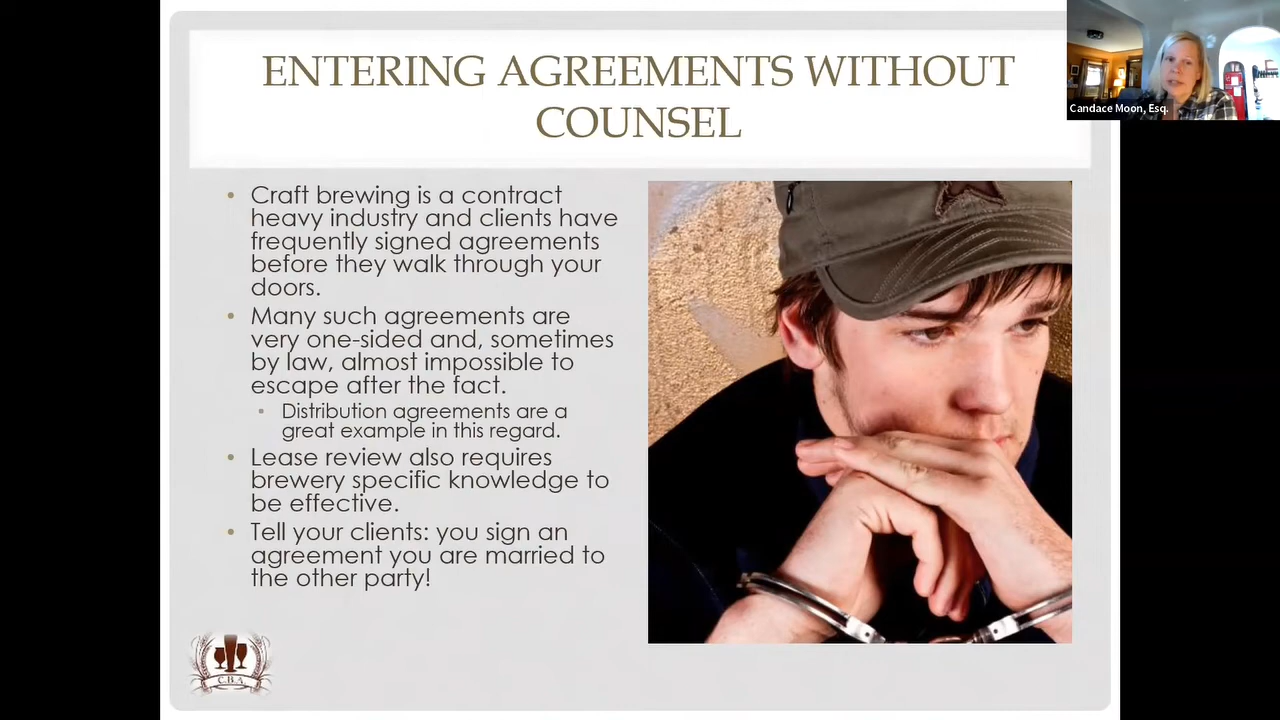 ENTERING AGREEMENTS WITHOUT
COUNSEL
Candace Moon, Esq.
• Craft brewing is a contract
heavy industry and clients have
frequently signed agreements
before they walk through your
doors.
• Many such agreements are
very one-sided and, sometimes
by law, almost impossible to
escape after the fact.
• Distribution agreements are a
great example in this regard.
• Lease review also requires
brewery specific knowledge to
be effective.
• Tell your clients: you sign an
agreement you are married to
the other party!
C.B.A.